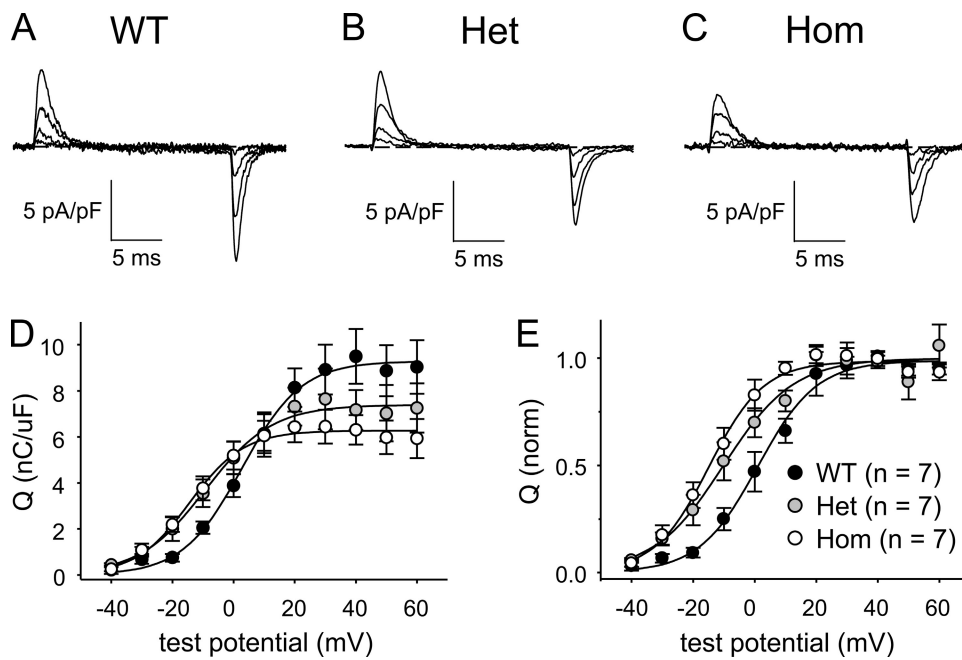 A WT
B Het
C Hom
5 pA/pF
5 ms
5 pA/pF
5 ms
5 pA/pF
5 ms
D
Q (nC/uF)
10
8
6
4
2
0
-40 -20 0 20 40 60
test potential (mV)
E
Q (norm)
1.0
0.5
0.0
WT (n = 7)
Het (n = 7)
Hom (n = 7)
-40 -20 0 20 40 60
test potential (mV)